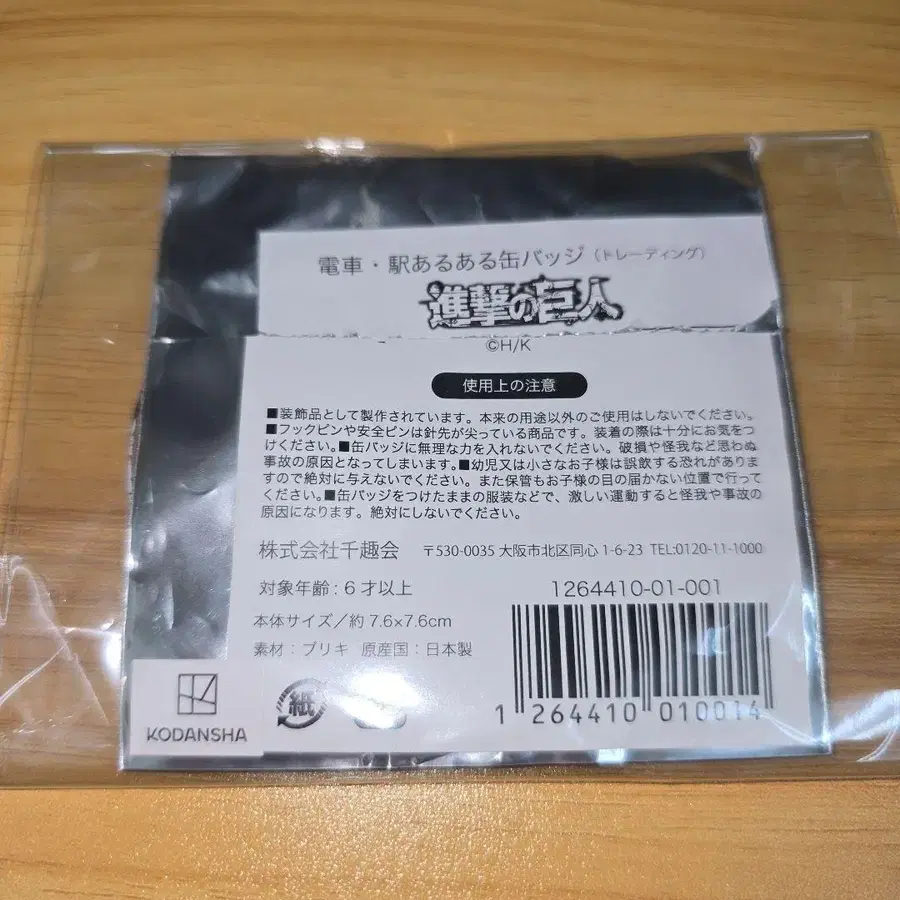 電車・駅あるある缶バッジ（トレーディング）
進撃の巨人
©H/K
使用上の注意
■装飾品として製作されています。本来の用途以外のご使用はしないでください。
■フックピンや安全ピンは針先が尖っている商品です。装着の際は十分にお気をつ
けください。■缶バッジに無理な力を入れないでください。破損や怪我など思わぬ
事故の原因となってしまいます。■幼児又は小さなお子様は誤飲する恐れがありま
すので絶対に与えないでください。また保管もお子様の目の届かない位置で行って
ください。■缶バッジをつけたままの服装などで、激しい運動すると怪我や事故の
原因になります。絶対にしないでください。
株式会社千趣会 〒530-0035 大阪市北区同心 1-6-23 TEL:0120-11-1000
対象年齢：6才以上
1264410-01-001
本体サイズ／約 7.6×7.6cm
素材：ブリキ 原産国：日本製
紙
KODANSHA
1 264410 010014